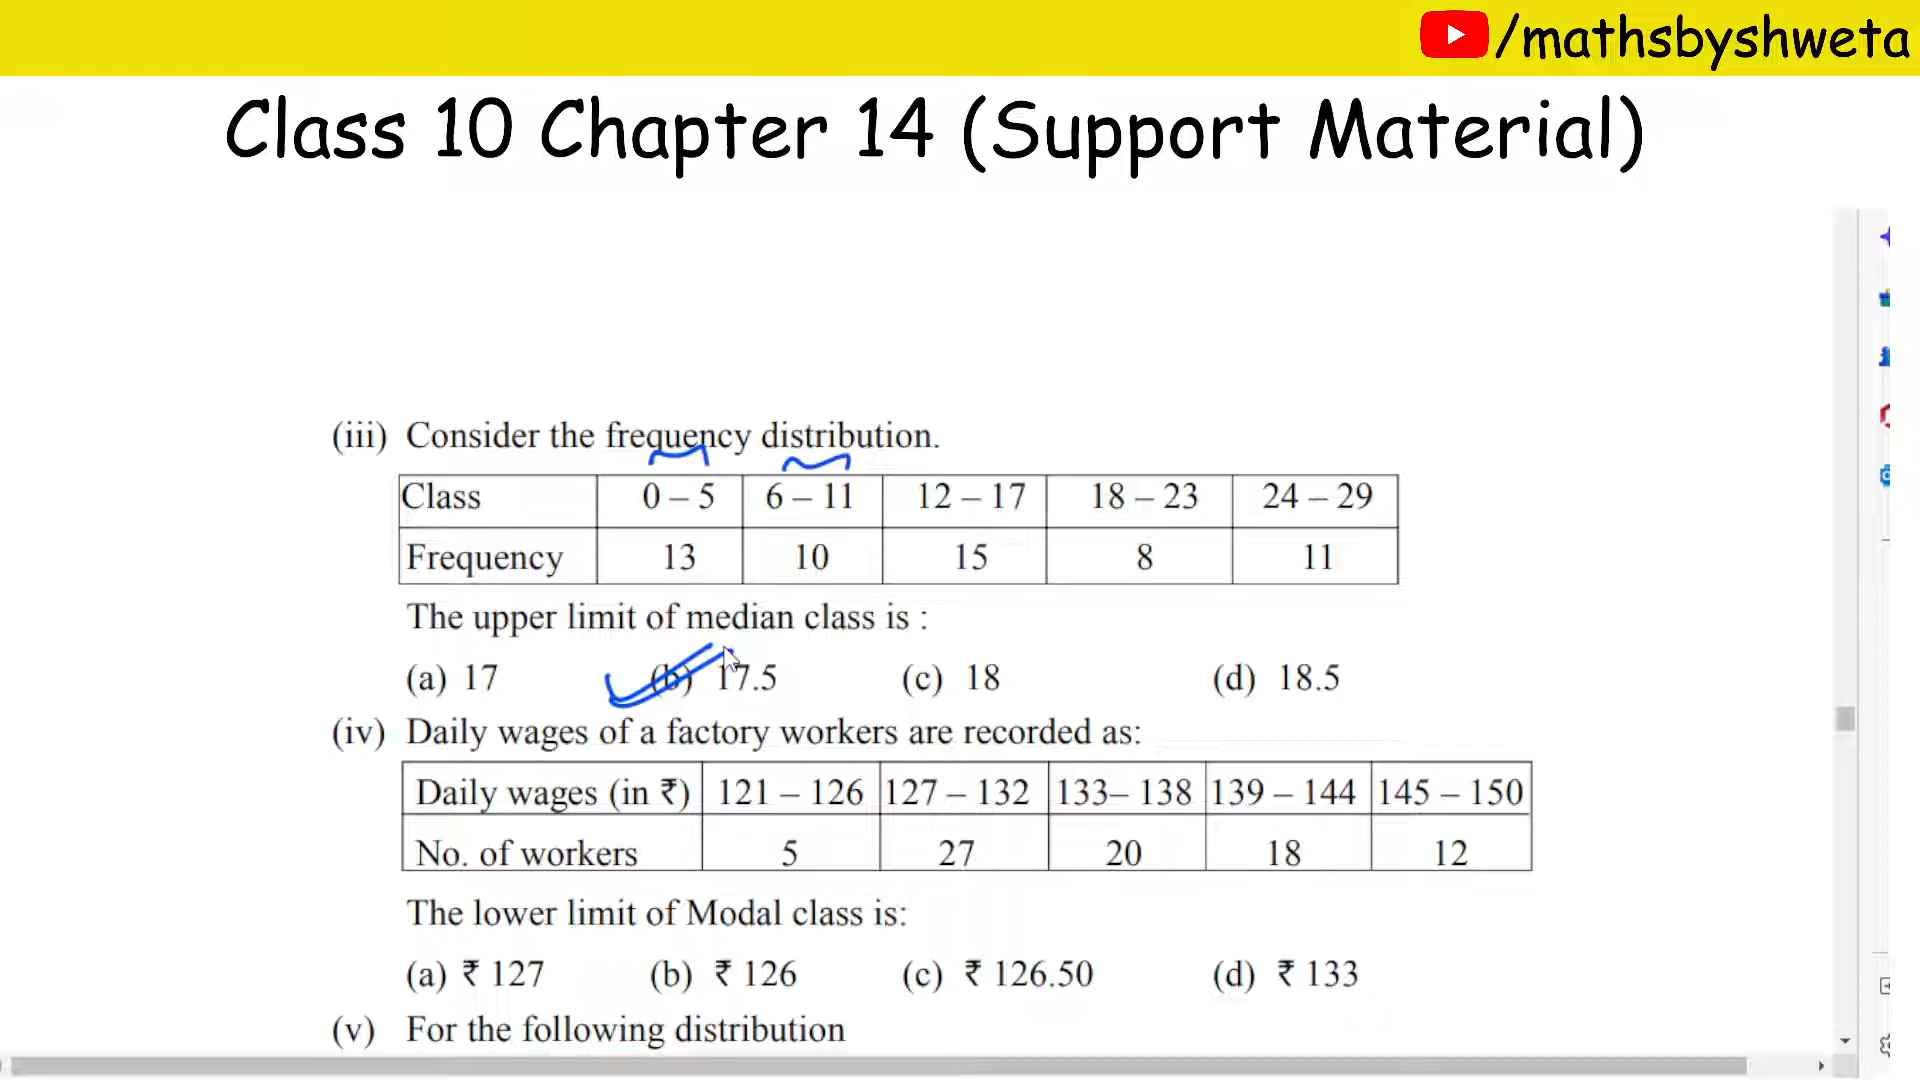 /mathsbyshweta
Class 10 Chapter 14 (Support Material)
(iii) Consider the frequency distribution.
Class 0 – 5 6 – 11 12 – 17 18 – 23 24 – 29
Frequency 13 10 15 8 11
The upper limit of median class is :
(a) 17 (b) 17.5 (c) 18 (d) 18.5
(iv) Daily wages of a factory workers are recorded as:
Daily wages (in ₹) 121 – 126 127 – 132 133– 138 139 – 144 145 – 150
No. of workers 5 27 20 18 12
The lower limit of Modal class is:
(a) ₹ 127 (b) ₹ 126 (c) ₹ 126.50 (d) ₹ 133
(v) For the following distribution